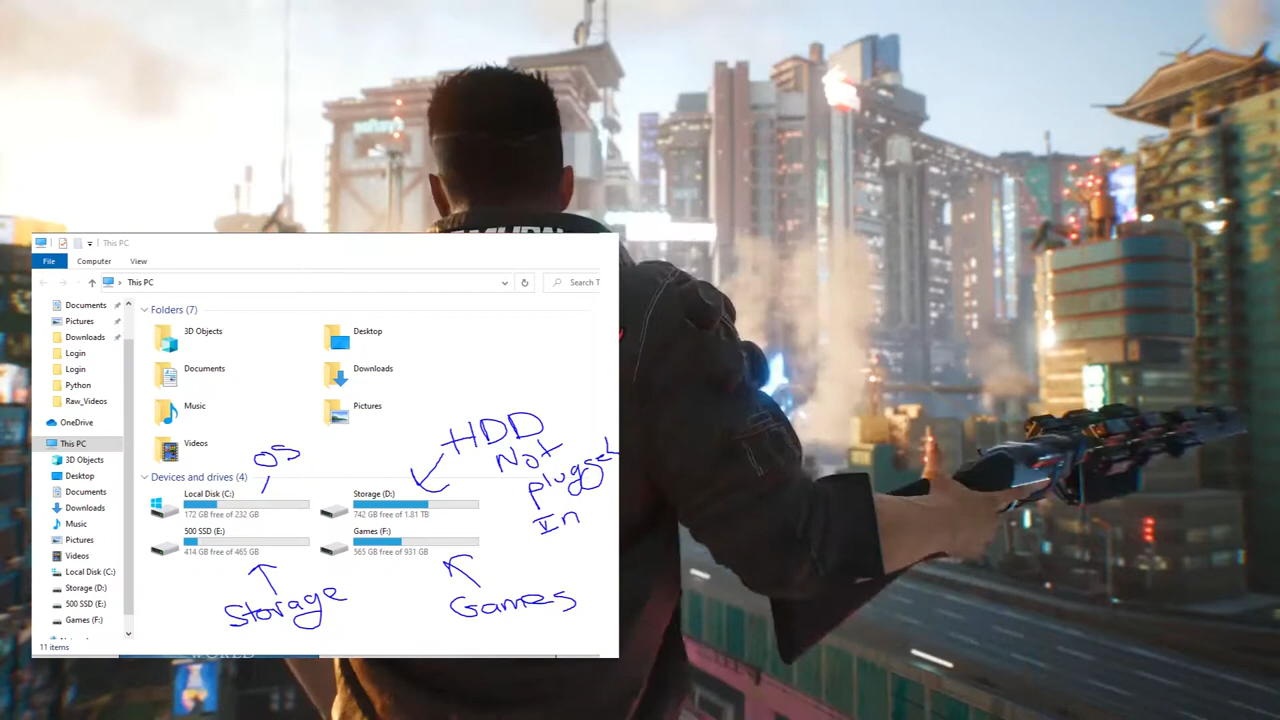 This PC
File Computer View
This PC
Search T
Documents
Pictures
Downloads
Login
Login
Python
Raw_Videos
OneDrive
This PC
3D Objects
Desktop
Documents
Downloads
Music
Pictures
Videos
Local Disk (C:)
Storage (D:)
500 SSD (E:)
Games (F:)
11 items
Folders (7)
3D Objects
Desktop
Documents
Downloads
Music
Pictures
Videos
Devices and drives (4)
Local Disk (C:)
172 GB free of 232 GB
Storage (D:)
742 GB free of 1.81 TB
500 SSD (E:)
414 GB free of 465 GB
Games (F:)
565 GB free of 931 GB
OS
HDD
Not
plugged
In
Storage
Games